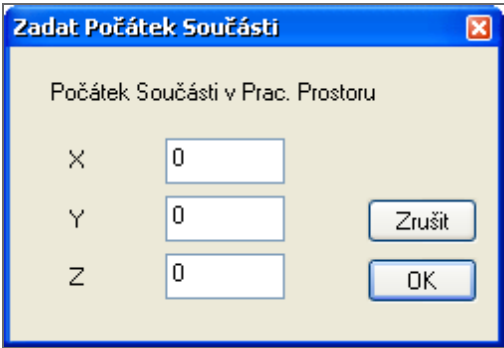 Zadat Počátek Součásti
Počátek Součásti v Prac. Prostoru
X 0
Y 0
Zrušit
Z 0
OK